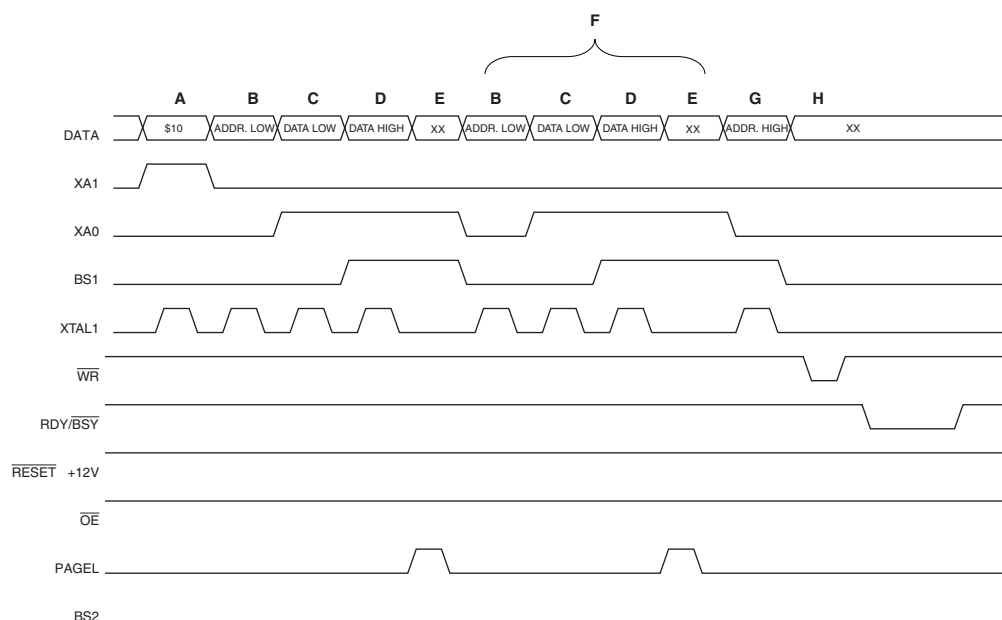 F
A B C D E B C D E G H
DATA $10 ADDR. LOW DATA LOW DATA HIGH XX ADDR. LOW DATA LOW DATA HIGH XX ADDR. HIGH XX
XA1
XA0
BS1
XTAL1
WR
RDY/BSY
RESET +12V
OE
PAGEL
BS2